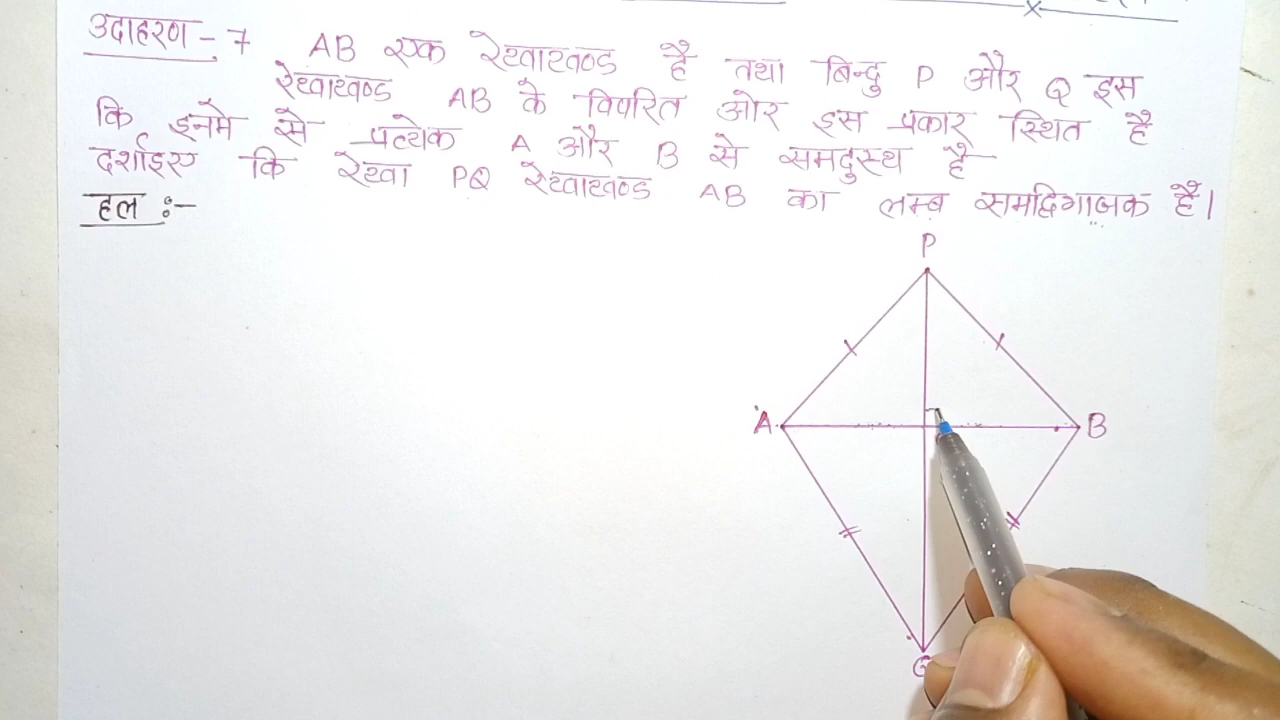 उदाहरण - 7 AB एक रेखाखण्ड है तथा बिन्दु P और Q इस
रेखाखण्ड AB के विपरित ओर इस प्रकार स्थित है
कि इनमे से प्रत्येक A और B से समदुस्थ है
दर्शाइए कि रेखा PQ रेखाखण्ड AB का लम्ब समद्विभाजक है।
हल :-
P
A
B